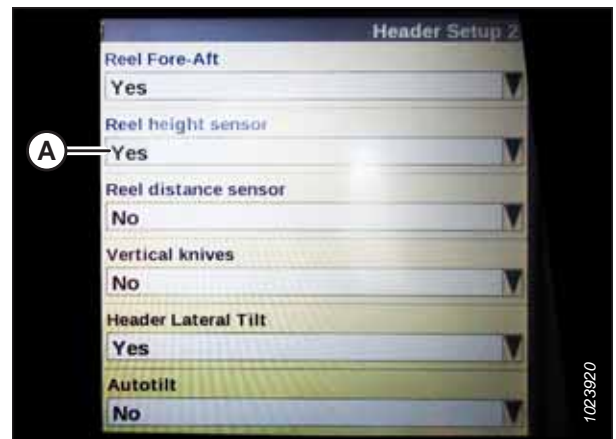 Header Setup 2
Reel Fore-Aft
Yes
Reel height sensor
A
Yes
Reel distance sensor
No
Vertical knives
No
Header Lateral Tilt
Yes
Autotilt
No
1023920